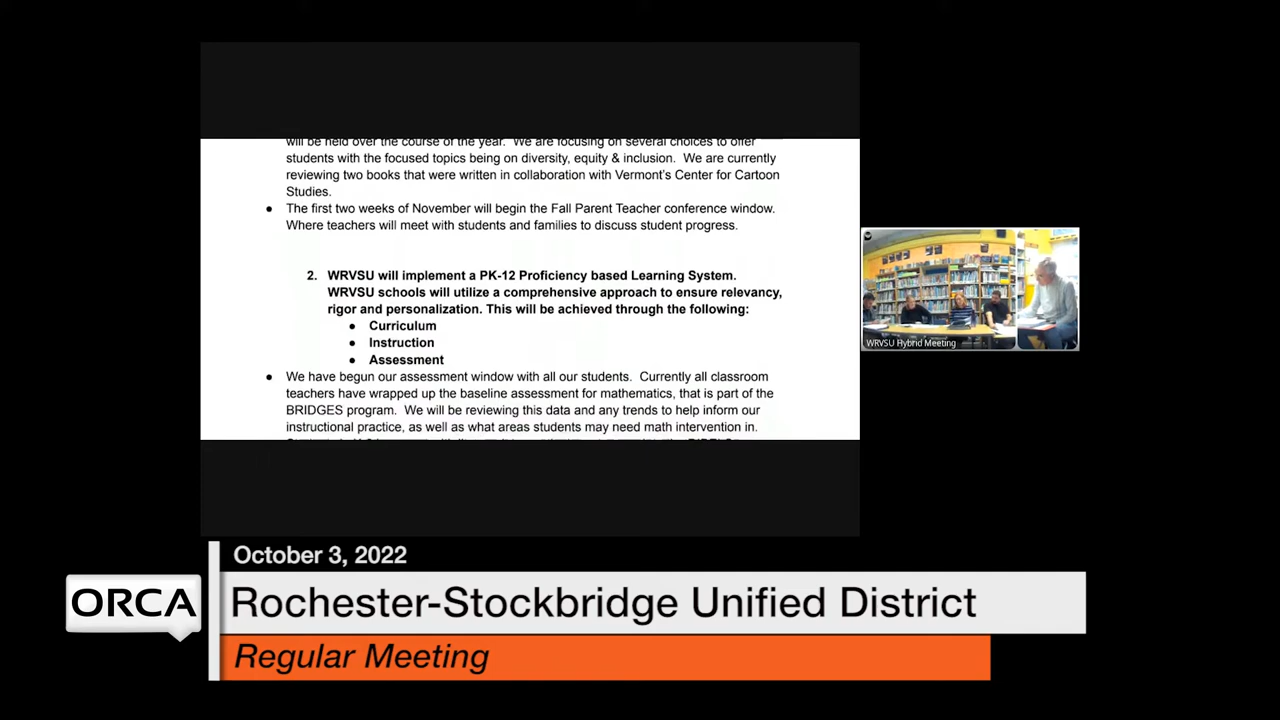 will be held over the course of the year. We are focusing on several choices to offer
students with the focused topics being on diversity, equity & inclusion. We are currently
reviewing two books that were written in collaboration with Vermont's Center for Cartoon
Studies.
● The first two weeks of November will begin the Fall Parent Teacher conference window.
Where teachers will meet with students and families to discuss student progress.
2. WRVSU will implement a PK-12 Proficiency based Learning System.
WRVSU schools will utilize a comprehensive approach to ensure relevancy,
rigor and personalization. This will be achieved through the following:
● Curriculum
● Instruction
● Assessment
● We have begun our assessment window with all our students. Currently all classroom
teachers have wrapped up the baseline assessment for mathematics, that is part of the
BRIDGES program. We will be reviewing this data and any trends to help inform our
instructional practice, as well as what areas students may need math intervention in.
WRVSU Hybrid Meeting
October 3, 2022
ORCA
Rochester-Stockbridge Unified District
Regular Meeting